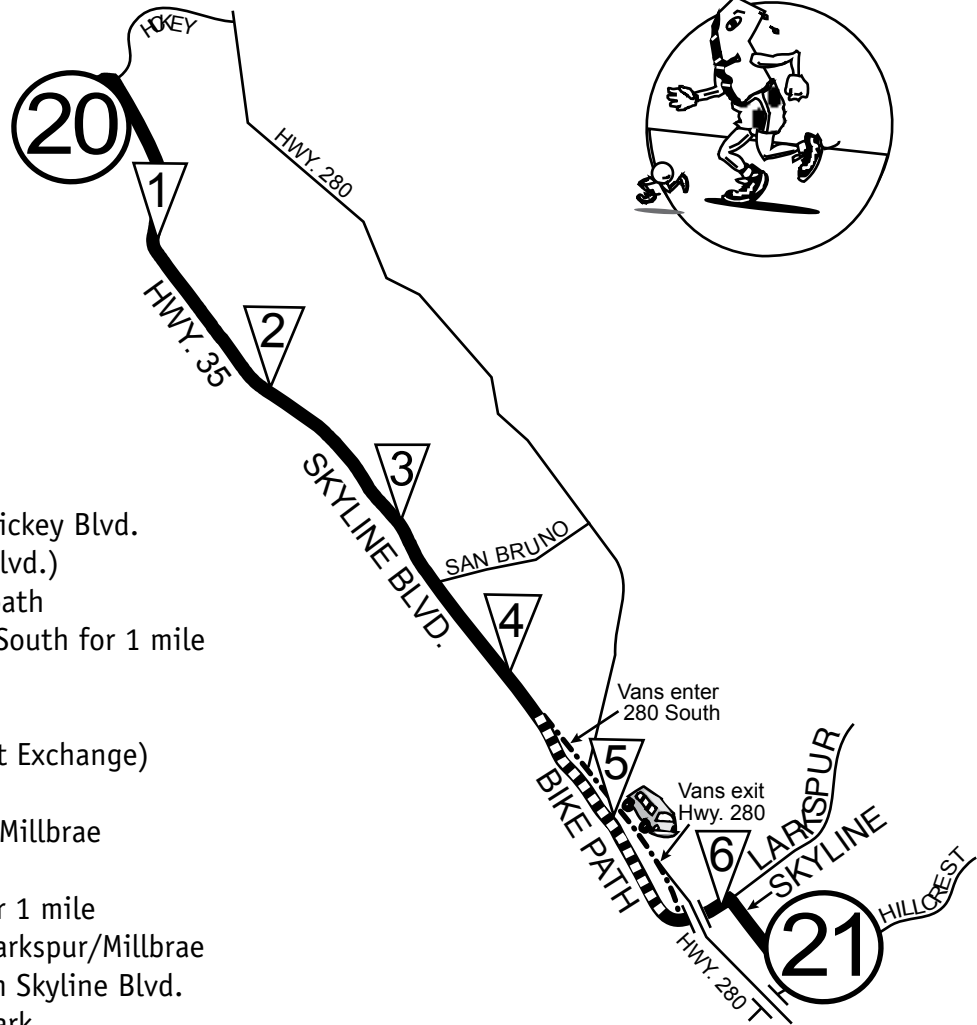 HICKEY
20
HWY. 280
1
HWY. 35
2
3
SKYLINE BLVD.
SAN BRUNO
4
ickey Blvd.
lvd.)
ath
South for 1 mile
t Exchange)
Millbrae
r 1 mile
arkspur/Millbrae
n Skyline Blvd.
ark
Vans enter
280 South
5
BIKE PATH
Vans exit
Hwy. 280
6
LARKSPUR
SKYLINE
HILLCREST
21
HWY. 280